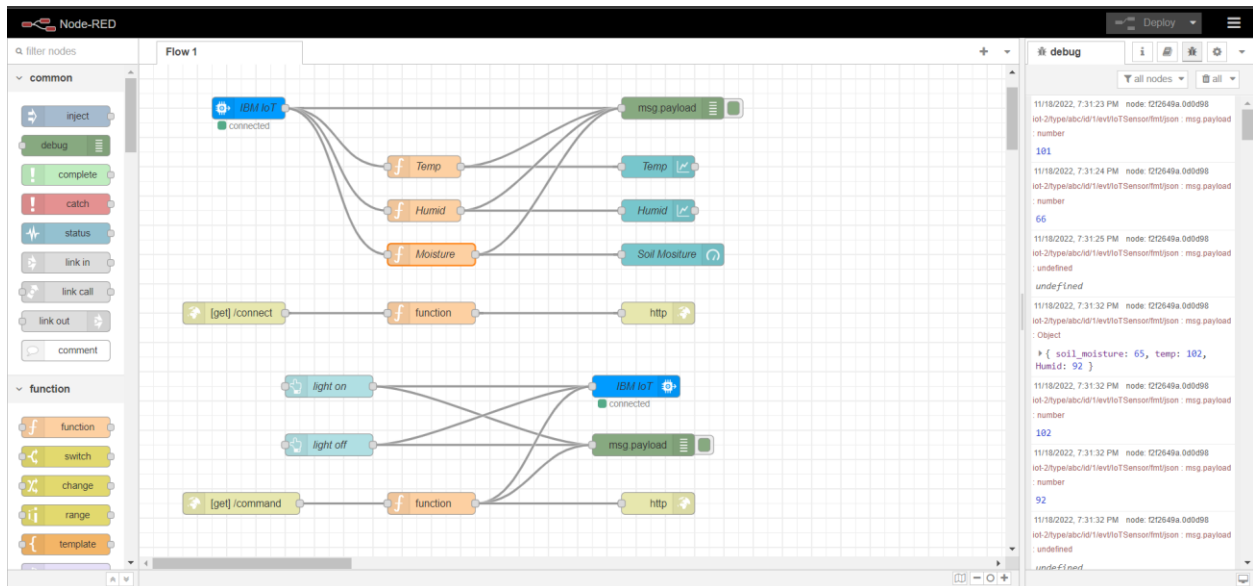 Node-RED
Deploy
filter nodes
common
inject
debug
complete
catch
status
link in
link call
link out
comment
function
function
switch
change
range
template
Flow 1
IBM IoT
connected
msg.payload
Temp
Temp
Humid
Humid
Moisture
Soil Mositure
[get] /connect
function
http
light on
IBM IoT
connected
light off
msg.payload
[get] /command
function
http
debug
all nodes
all
11/18/2022, 7:31:23 PM node: f2f2649a.0d0d98
iot-2/type/abc/id/1/evt/IoTSensor/fmt/json : msg.payload
: number
101
11/18/2022, 7:31:24 PM node: f2f2649a.0d0d98
iot-2/type/abc/id/1/evt/IoTSensor/fmt/json : msg.payload
: number
66
11/18/2022, 7:31:25 PM node: f2f2649a.0d0d98
iot-2/type/abc/id/1/evt/IoTSensor/fmt/json : msg.payload
: undefined
undefined
11/18/2022, 7:31:32 PM node: f2f2649a.0d0d98
iot-2/type/abc/id/1/evt/IoTSensor/fmt/json : msg.payload
: Object
{ soil_moisture: 65, temp: 102,
Humid: 92 }
11/18/2022, 7:31:32 PM node: f2f2649a.0d0d98
iot-2/type/abc/id/1/evt/IoTSensor/fmt/json : msg.payload
: number
102
11/18/2022, 7:31:32 PM node: f2f2649a.0d0d98
iot-2/type/abc/id/1/evt/IoTSensor/fmt/json : msg.payload
: number
92
11/18/2022, 7:31:32 PM node: f2f2649a.0d0d98
iot-2/type/abc/id/1/evt/IoTSensor/fmt/json : msg.payload
: undefined
undefined